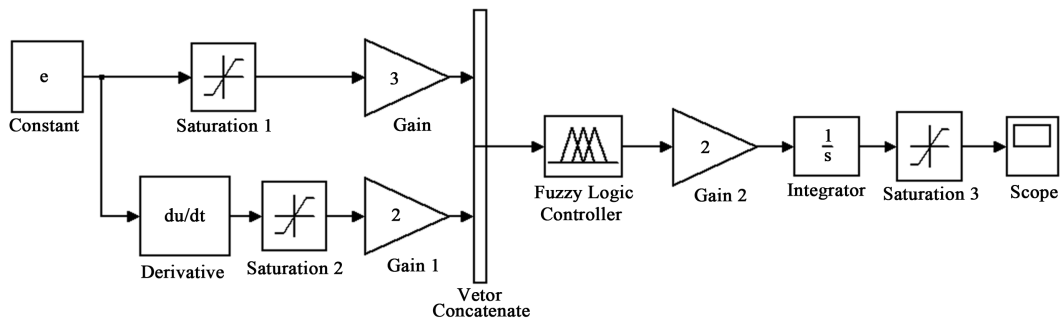 e
Constant
Saturation 1
3
Gain
du/dt
Derivative
Saturation 2
2
Gain 1
Vetor
Concatenate
Fuzzy Logic
Controller
2
Gain 2
1
s
Integrator
Saturation 3
Scope